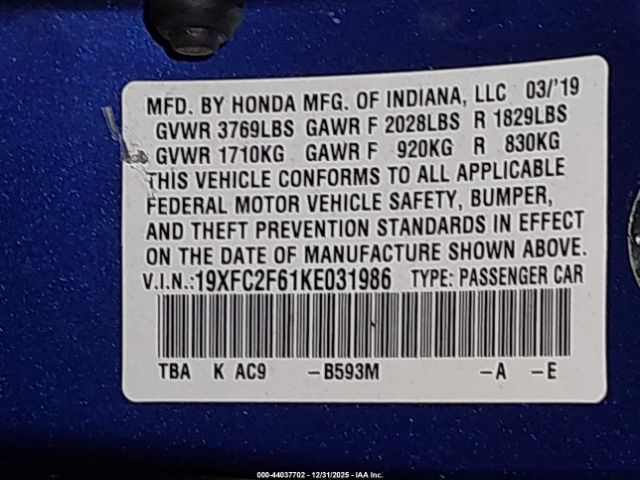 MFD. BY HONDA MFG. OF INDIANA, LLC 03/'19
GVWR 3769LBS GAWR F 2028LBS R 1829LBS
GVWR 1710KG GAWR F 920KG R 830KG
THIS VEHICLE CONFORMS TO ALL APPLICABLE
FEDERAL MOTOR VEHICLE SAFETY, BUMPER,
AND THEFT PREVENTION STANDARDS IN EFFECT
ON THE DATE OF MANUFACTURE SHOWN ABOVE.
V.I.N.:19XFC2F61KE031986 TYPE: PASSENGER CAR
TBA K AC9 -B593M -A -E
000-44037702 - 12/31/2025 - IAA Inc.